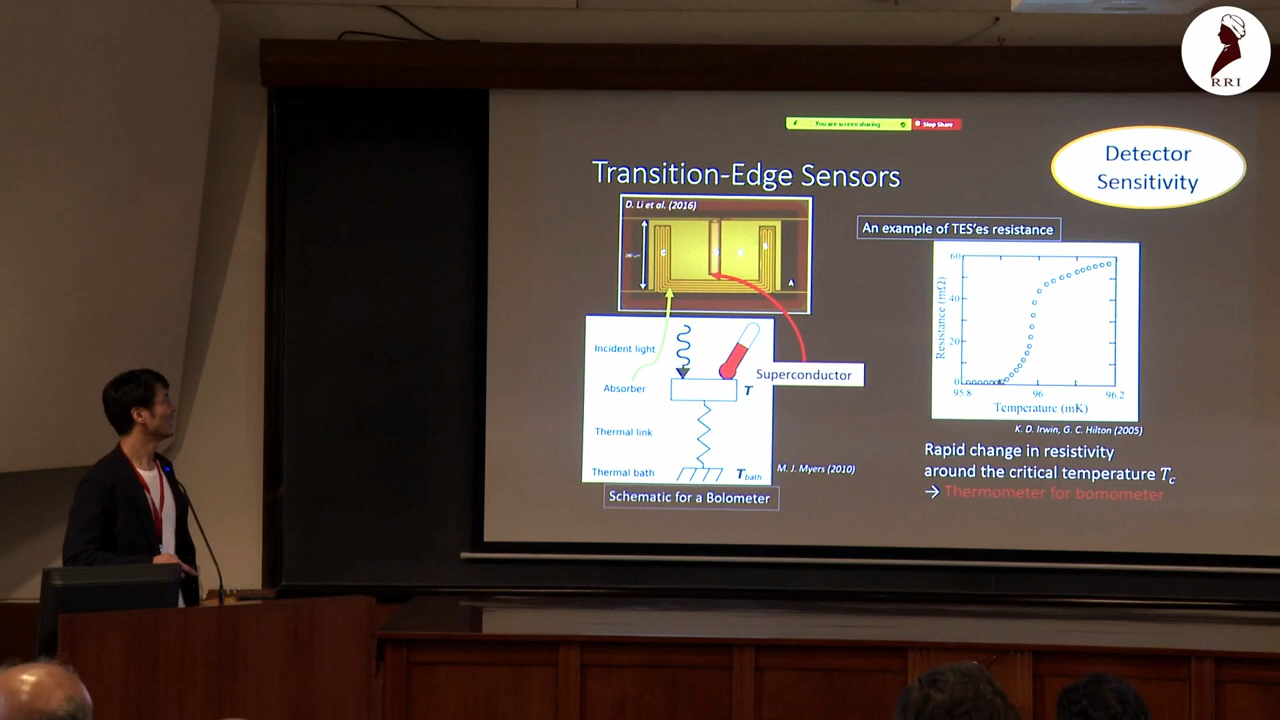 RRI
You are screen sharing
Stop Share
Transition-Edge Sensors
Detector
Sensitivity
D. Li et al. (2016)
C
E
B
A
An example of TES'es resistance
Resistance (mΩ)
60
40
20
0
95.8
96
96.2
Temperature (mK)
K. D. Irwin, G. C. Hilton (2005)
Incident light
Absorber
T
Thermal link
Thermal bath
Tbath
Superconductor
M. J. Myers (2010)
Schematic for a Bolometer
Rapid change in resistivity
around the critical temperature Tc
→ Thermometer for bomometer